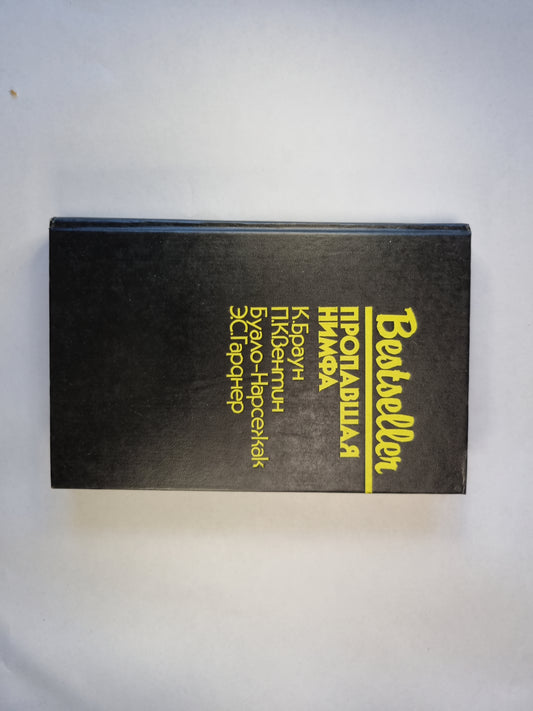 Bestseller
ПРОПАВШАЯ
НИМФА
К.Браун
П.Квентин
Буало-Нарсежак
Э.С.Гарднер